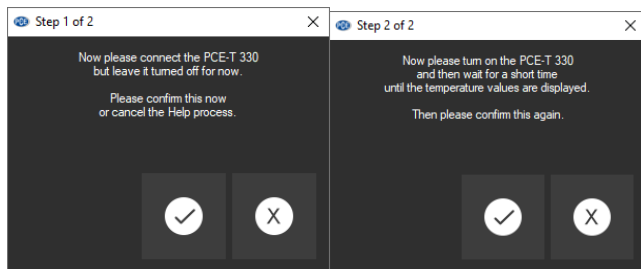 Step 1 of 2
Now please connect the PCE-T 330
but leave it turned off for now.
Please confirm this now
or cancel the Help process.
X
Step 2 of 2
Now please turn on the PCE-T 330
and then wait for a short time
until the temperature values are displayed.
Then please confirm this again.
X